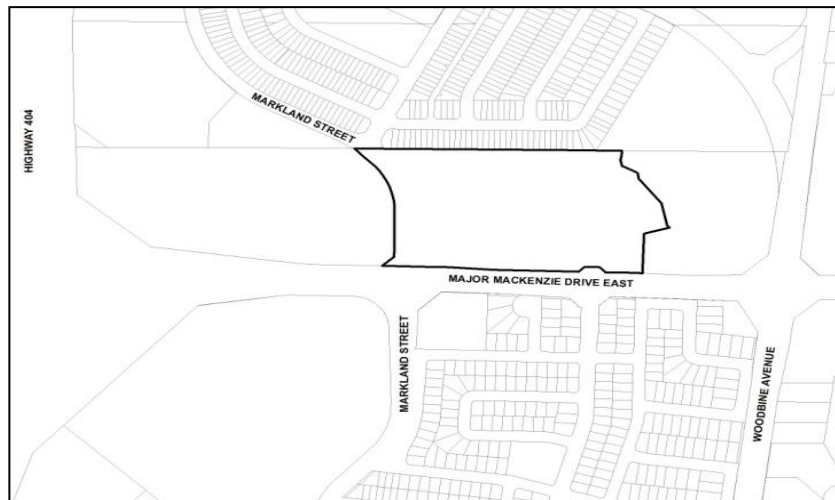 MARKLAND STREET
HIGHWAY 404
MAJOR MACKENZIE DRIVE EAST
MARKLAND STREET
WOODBINE AVENUE